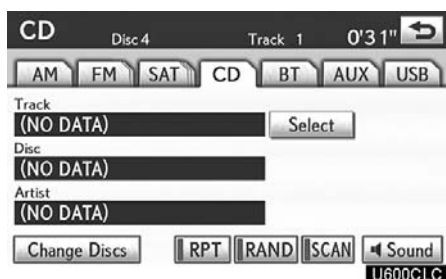 CD Disc 4 Track 1 0'31"
AM FM SAT CD BT AUX USB
Track
(NO DATA) Select
Disc
(NO DATA)
Artist
(NO DATA)
Change Discs RPT RAND SCAN Sound
U600CLC